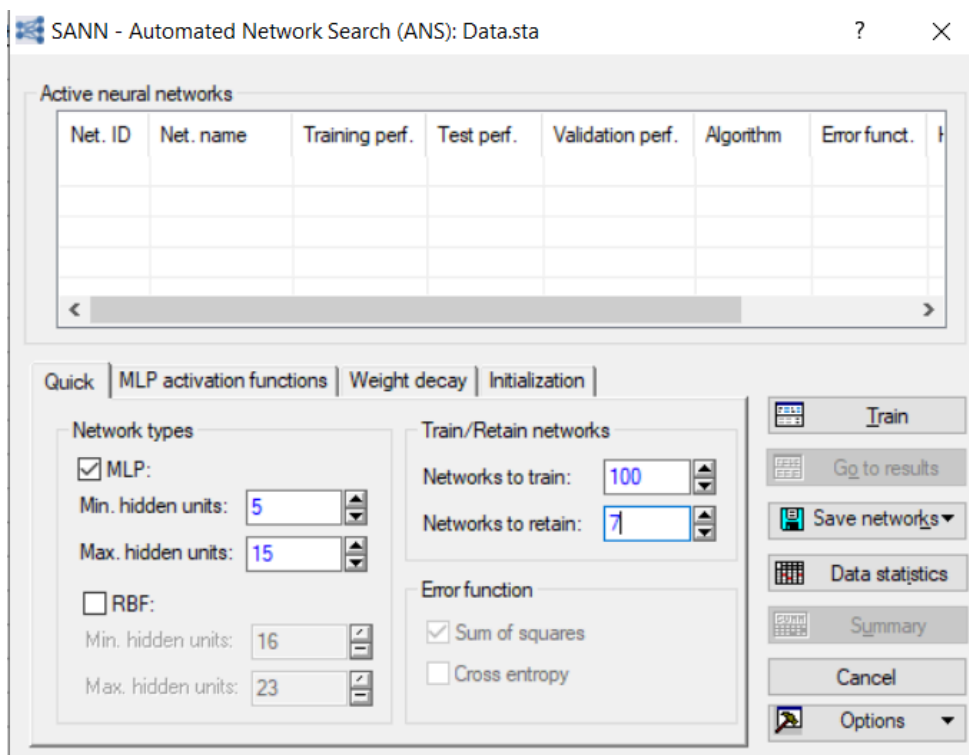 SANN - Automated Network Search (ANS): Data.sta ?
Active neural networks
Net. ID Net. name Training perf. Test perf. Validation perf. Algorithm Error funct.
Quick MLP activation functions Weight decay Initialization
Network types
MLP:
Min. hidden units: 5
Max. hidden units: 15
RBF:
Min. hidden units: 16
Max. hidden units: 23
Train/Retain networks
Networks to train: 100
Networks to retain: 7
Error function
Sum of squares
Cross entropy
Train
Go to results
Save networks
Data statistics
Summary
Cancel
Options